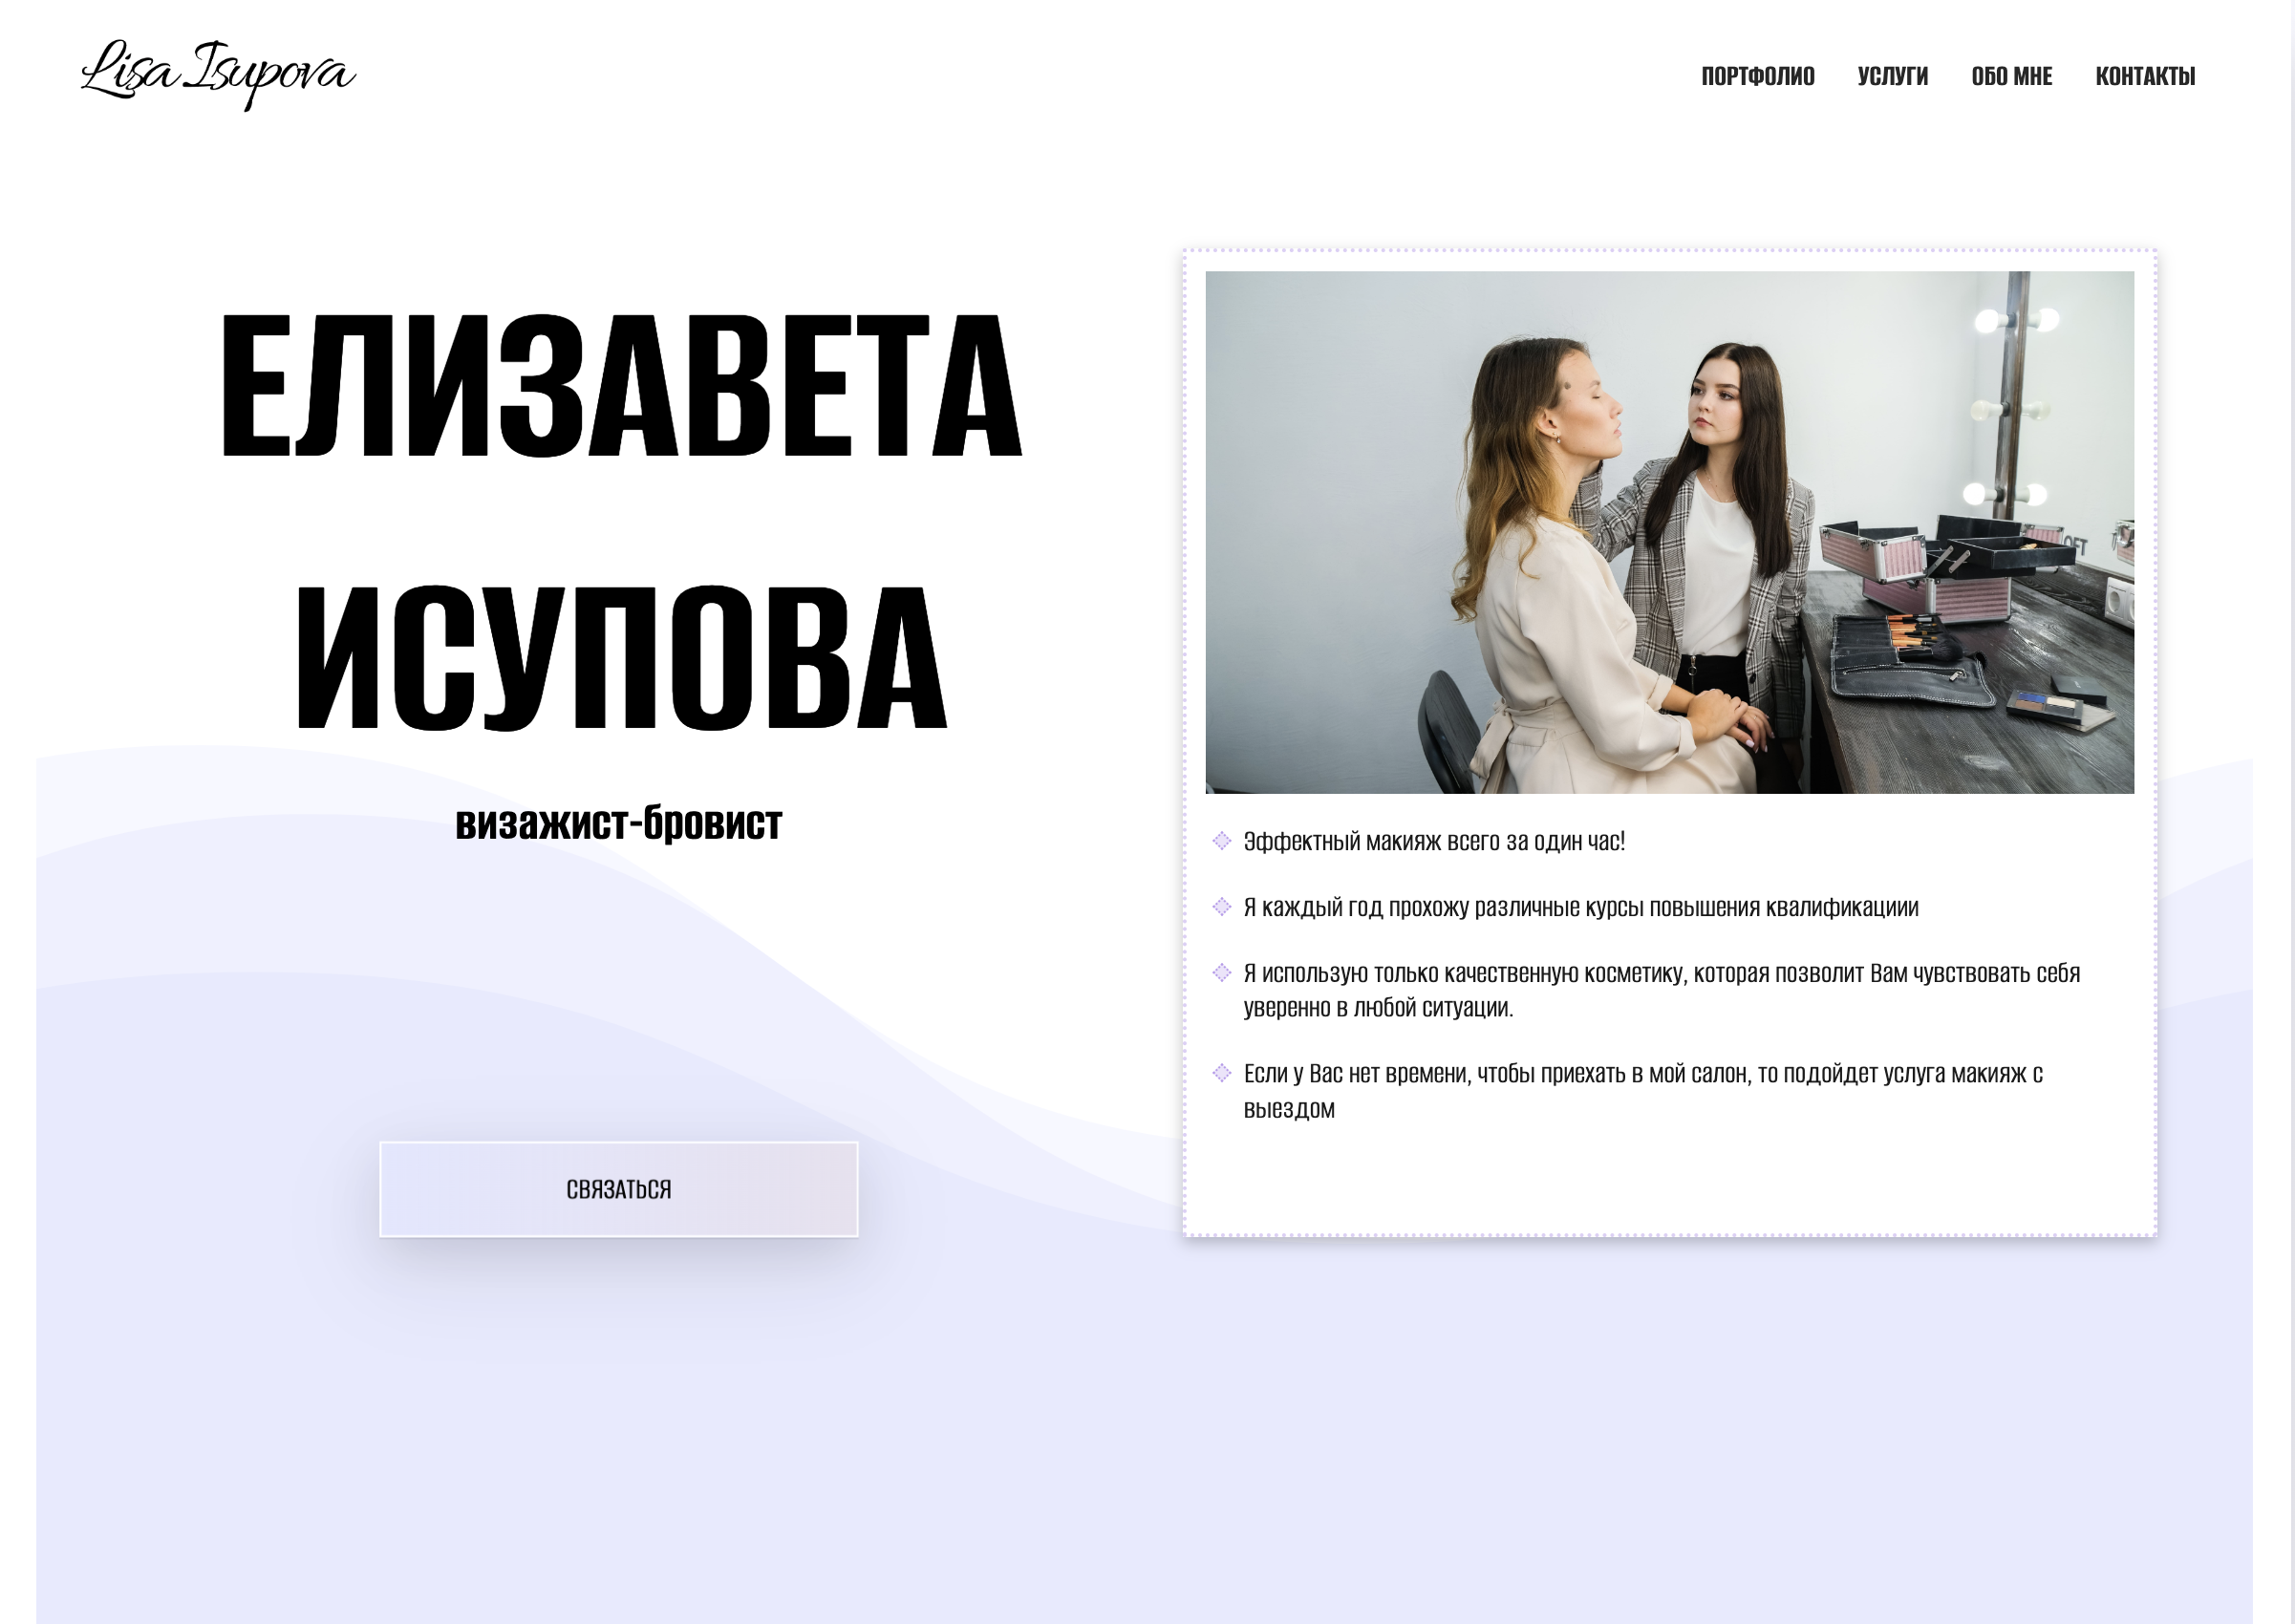 Lisa Isupova
ПОРТФОЛИО УСЛУГИ ОБО МНЕ КОНТАКТЫ
ЕЛИЗАВЕТА
ИСУПОВА
визажист-бровист
СВЯЗАТЬСЯ
Эффектный макияж всего за один час!
Я каждый год прохожу различные курсы повышения квалификациии
Я использую только качественную косметику, которая позволит Вам чувствовать себя
уверенно в любой ситуации.
Если у Вас нет времени, чтобы приехать в мой салон, то подойдет услуга макияж с
выездом